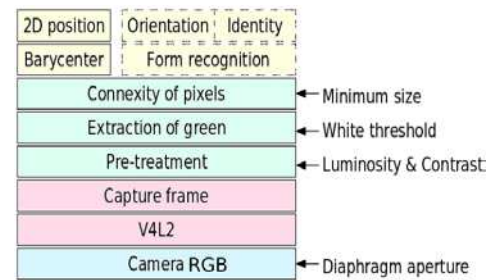 2D position Orientation Identity
Barycenter Form recognition
Connexity of pixels Minimum size
Extraction of green White threshold
Pre-treatment Luminosity & Contrast
Capture frame
V4L2
Camera RGB Diaphragm aperture